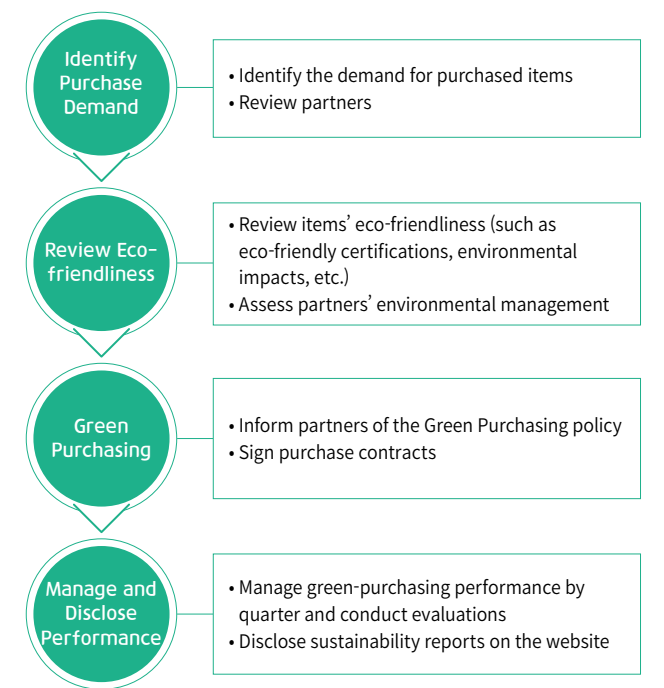 Identify
Purchase
Demand
• Identify the demand for purchased items
• Review partners
Review Eco-
friendliness
• Review items’ eco-friendliness (such as
eco-friendly certifications, environmental
impacts, etc.)
• Assess partners’ environmental management
Green
Purchasing
• Inform partners of the Green Purchasing policy
• Sign purchase contracts
Manage and
Disclose
Performance
• Manage green-purchasing performance by
quarter and conduct evaluations
• Disclose sustainability reports on the website